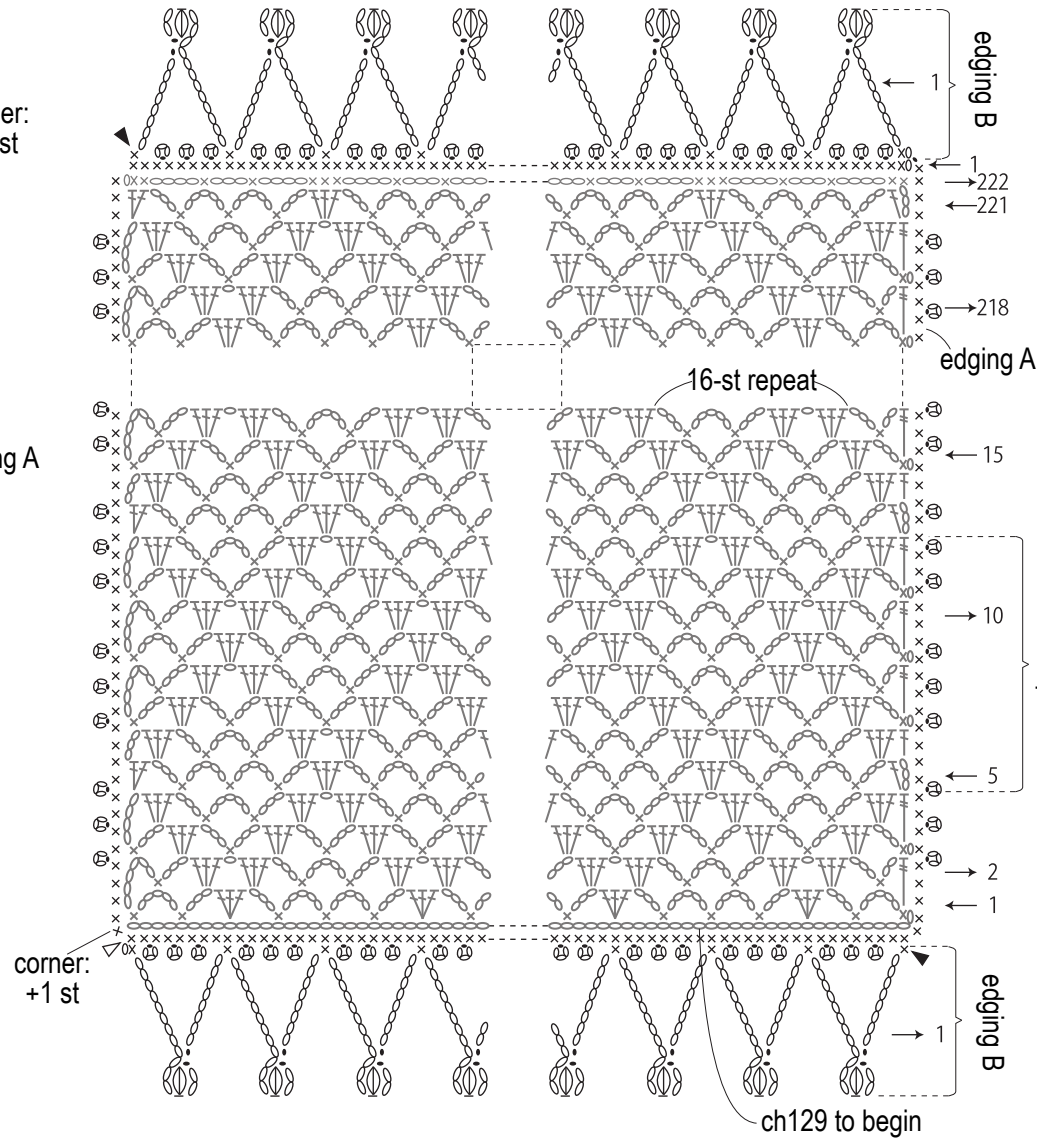 edging B
1
er:
st
1
222
221
218
edging A
16-st repeat
ng A
15
10
5
2
1
corner:
+1 st
edging B
1
ch129 to begin